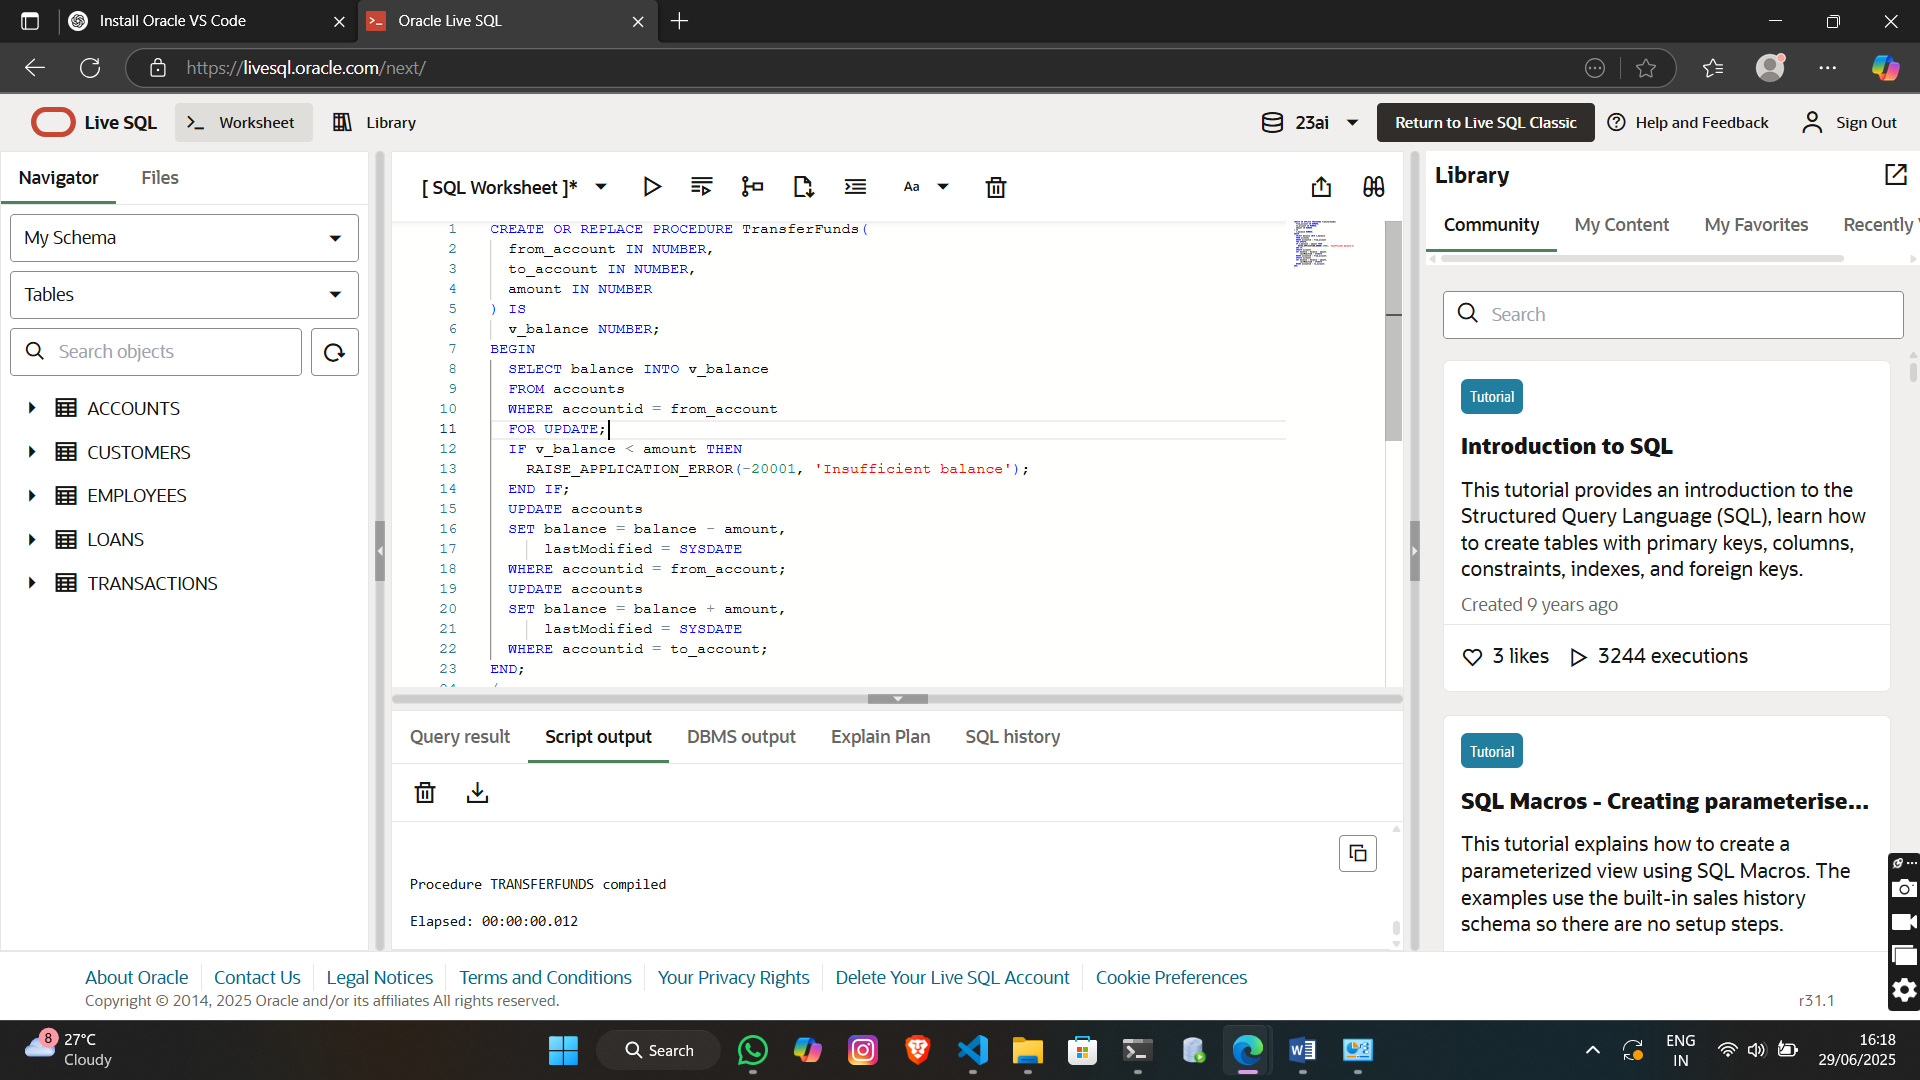 Install Oracle VS Code
Oracle Live SQL
https://livesql.oracle.com/next/
Live SQL
Worksheet
Library
23ai
Return to Live SQL Classic
Help and Feedback
Sign Out
Navigator
Files
My Schema
Tables
Search objects
ACCOUNTS
CUSTOMERS
EMPLOYEES
LOANS
TRANSACTIONS
[ SQL Worksheet ]*
Aa
1 CREATE OR REPLACE PROCEDURE TransferFunds(
2 from_account IN NUMBER,
3 to_account IN NUMBER,
4 amount IN NUMBER
5 ) IS
6 v_balance NUMBER;
7 BEGIN
8 SELECT balance INTO v_balance
9 FROM accounts
10 WHERE accountid = from_account
11 FOR UPDATE;
12 IF v_balance < amount THEN
13 RAISE_APPLICATION_ERROR(-20001, 'Insufficient balance');
14 END IF;
15 UPDATE accounts
16 SET balance = balance - amount,
17 lastModified = SYSDATE
18 WHERE accountid = from_account;
19 UPDATE accounts
20 SET balance = balance + amount,
21 lastModified = SYSDATE
22 WHERE accountid = to_account;
23 END;
Query result
Script output
DBMS output
Explain Plan
SQL history
Procedure TRANSFERFUNDS compiled
Elapsed: 00:00:00.012
Library
Community
My Content
My Favorites
Recently
Search
Tutorial
Introduction to SQL
This tutorial provides an introduction to the
Structured Query Language (SQL), learn how
to create tables with primary keys, columns,
constraints, indexes, and foreign keys.
Created 9 years ago
3 likes
3244 executions
Tutorial
SQL Macros - Creating parameterise...
This tutorial explains how to create a
parameterized view using SQL Macros. The
examples use the built-in sales history
schema so there are no setup steps.
About Oracle
Contact Us
Legal Notices
Terms and Conditions
Your Privacy Rights
Delete Your Live SQL Account
Cookie Preferences
Copyright © 2014, 2025 Oracle and/or its affiliates All rights reserved.
r31.1
8
27°C
Cloudy
Search
ENG
IN
16:18
29/06/2025